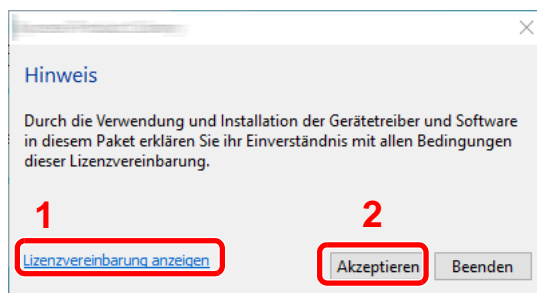 Hinweis
Durch die Verwendung und Installation der Gerätetreiber und Software
in diesem Paket erklären Sie ihr Einverständnis mit allen Bedingungen
dieser Lizenzvereinbarung.
1
2
Lizenzvereinbarung anzeigen
Akzeptieren
Beenden